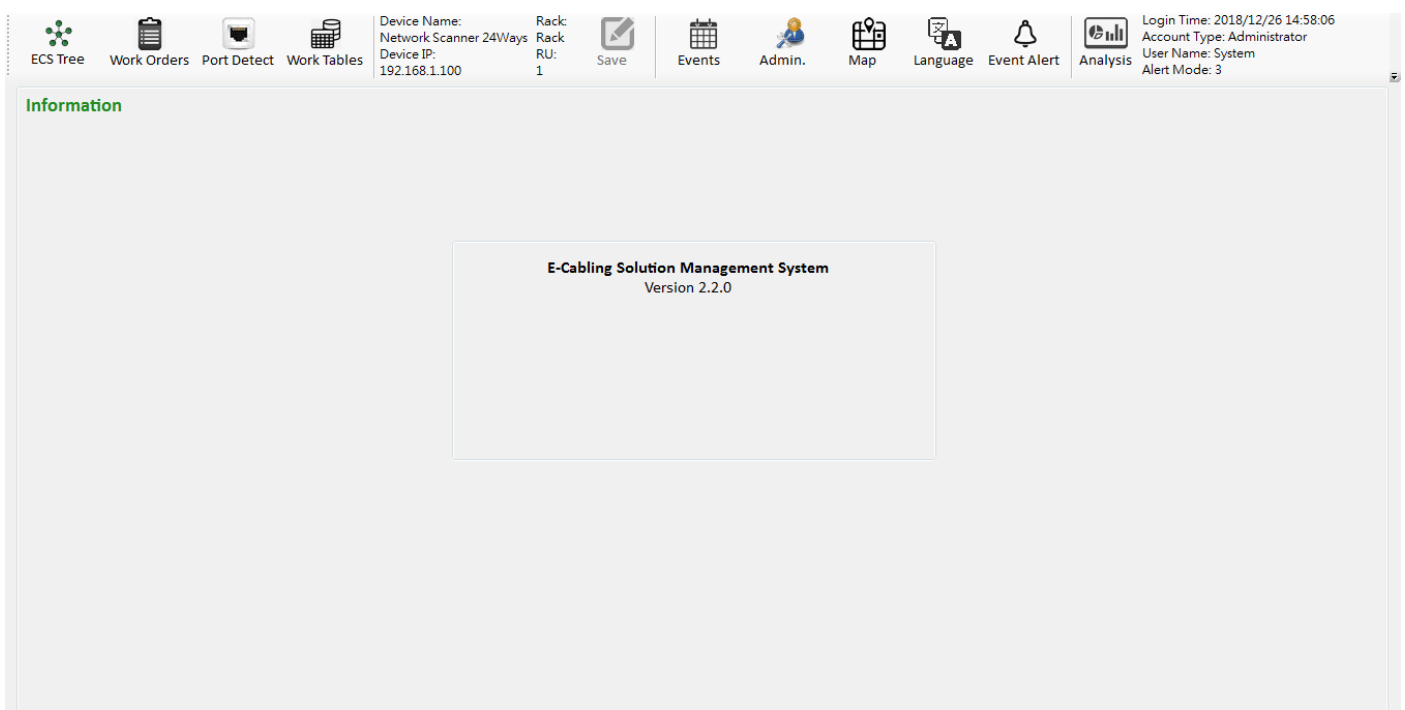 ECS Tree
Work Orders
Port Detect
Work Tables
Device Name:
Network Scanner 24Ways
Device IP:
192.168.1.100
Rack:
Rack
RU:
1
Save
Events
Admin.
Map
Language
Event Alert
Analysis
Login Time: 2018/12/26 14:58:06
Account Type: Administrator
User Name: System
Alert Mode: 3
Information
E-Cabling Solution Management System
Version 2.2.0